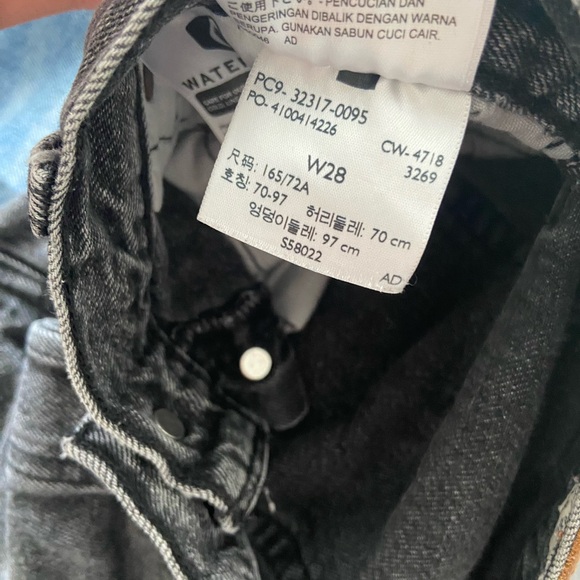 PENCUCIAN DAN
PENGERINGAN DIBALIK DENGAN WARNA
SERUPA. GUNAKAN SABUN CUCI CAIR.
AD
WATER
PC9- 32317-0095
PO- 4100414226
CW- 4718
3269
W28
尺码: 165/72A
호칭: 70-97
허리둘레: 70 cm
엉덩이둘레: 97 cm
S58022
AD